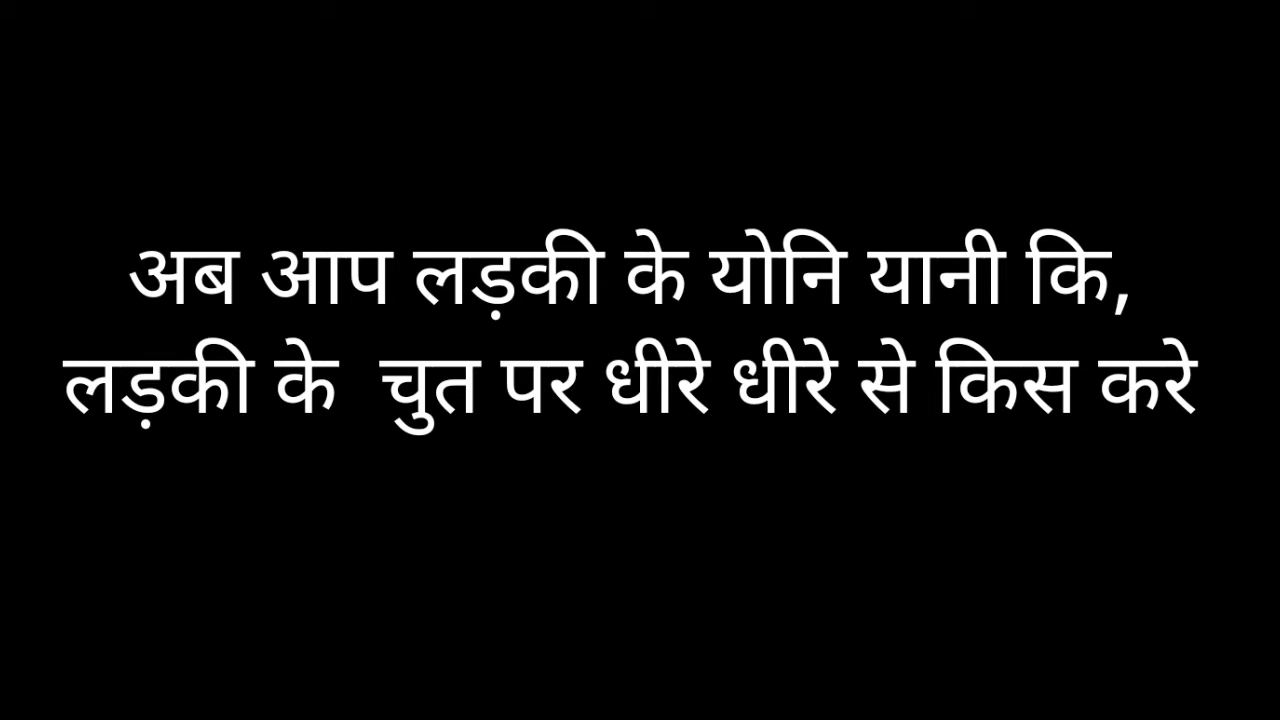 अब आप लड़की के योनि यानी कि,
लड़की के चुत पर धीरे धीरे से किस करे